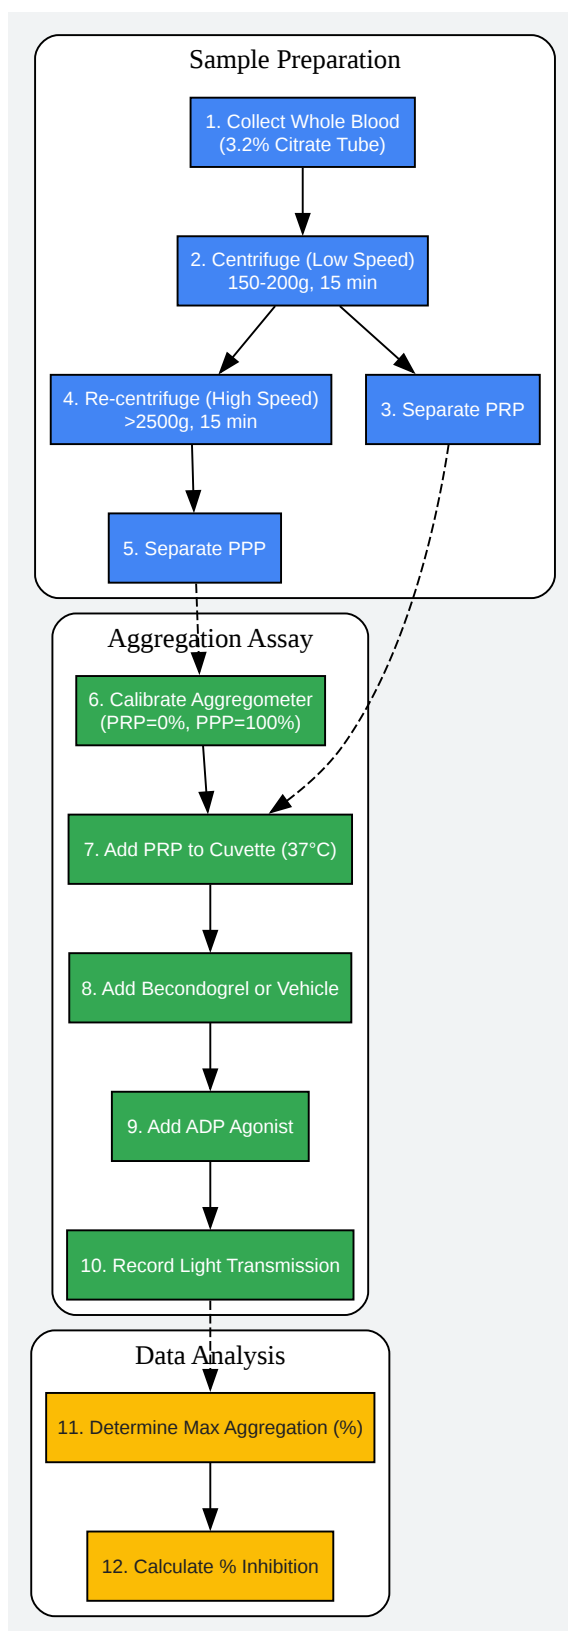 Sample Preparation
1. Collect Whole Blood
(3.2% Citrate Tube)
2. Centrifuge (Low Speed)
150-200g, 15 min
4. Re-centrifuge (High Speed)
>2500g, 15 min
3. Separate PRP
5. Separate PPP
Aggregation Assay
6. Calibrate Aggregometer
(PRP=0%, PPP=100%)
7. Add PRP to Cuvette (37°C)
8. Add Becondogrel or Vehicle
9. Add ADP Agonist
10. Record Light Transmission
Data Analysis
11. Determine Max Aggregation (%)
12. Calculate % Inhibition